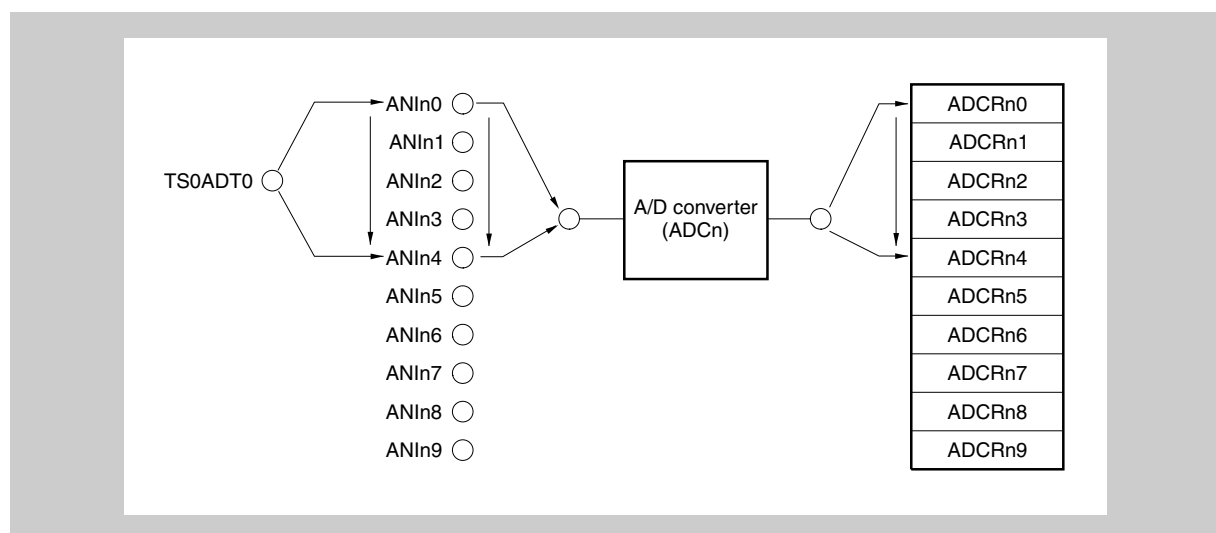 TS0ADT0
ANIn0
ANIn1
ANIn2
ANIn3
ANIn4
ANIn5
ANIn6
ANIn7
ANIn8
ANIn9
A/D converter
(ADCn)
ADCRn0
ADCRn1
ADCRn2
ADCRn3
ADCRn4
ADCRn5
ADCRn6
ADCRn7
ADCRn8
ADCRn9